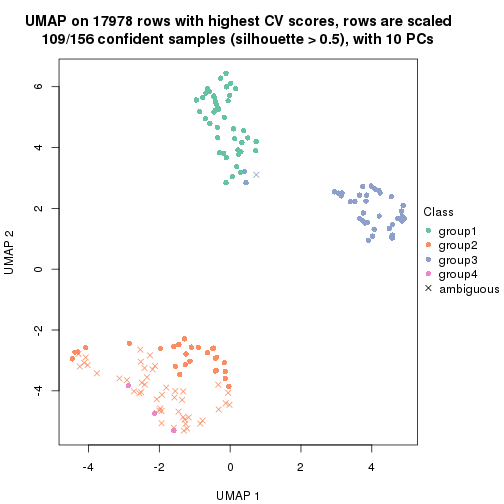 UMAP on 17978 rows with highest CV scores, rows are scaled
109/156 confident samples (silhouette > 0.5), with 10 PCs
6
4
2
0
-2
-4
UMAP 2
-4
-2
0
2
4
UMAP 1
Class
group1
group2
group3
group4
ambiguous